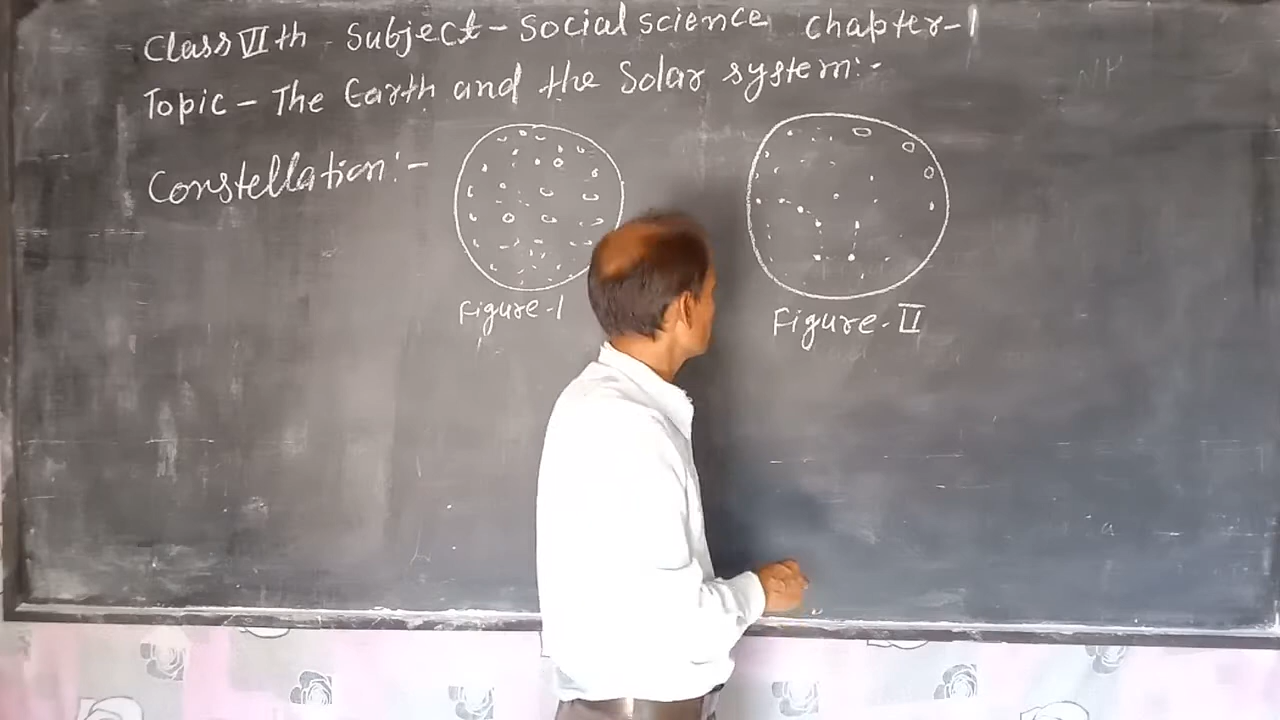 Class VI th Subject - Social science Chapter-1
Topic - The Earth and the Solar system:-
Constellation:-
Figure-1
Figure-II